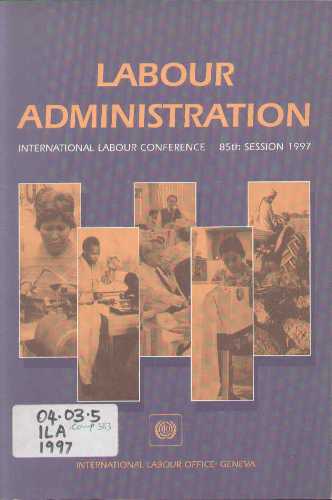 LABOUR
ADMINISTRATION
INTERNATIONAL LABOUR CONFERENCE 85th SESSION 1997
04.03.5
ILA
1997
INTERNATIONAL LABOUR OFFICE GENEVA